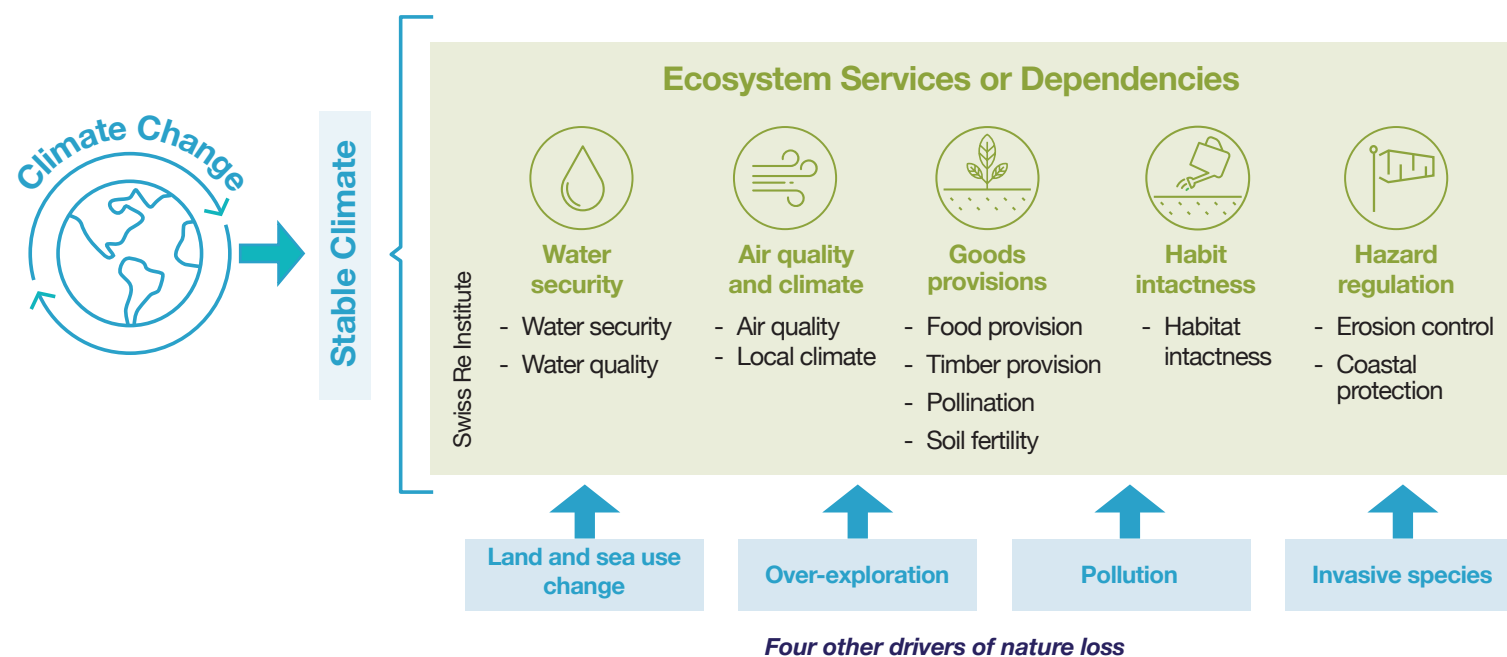 Climate Change
Stable Climate
Swiss Re Institute
Ecosystem Services or Dependencies
Water
security
- Water security
- Water quality
Air quality
and climate
- Air quality
- Local climate
Goods
provisions
- Food provision
- Timber provision
- Pollination
- Soil fertility
Habit
intactness
- Habitat
intactness
Hazard
regulation
- Erosion control
- Coastal
protection
Land and sea use
change
Over-exploration
Pollution
Invasive species
Four other drivers of nature loss